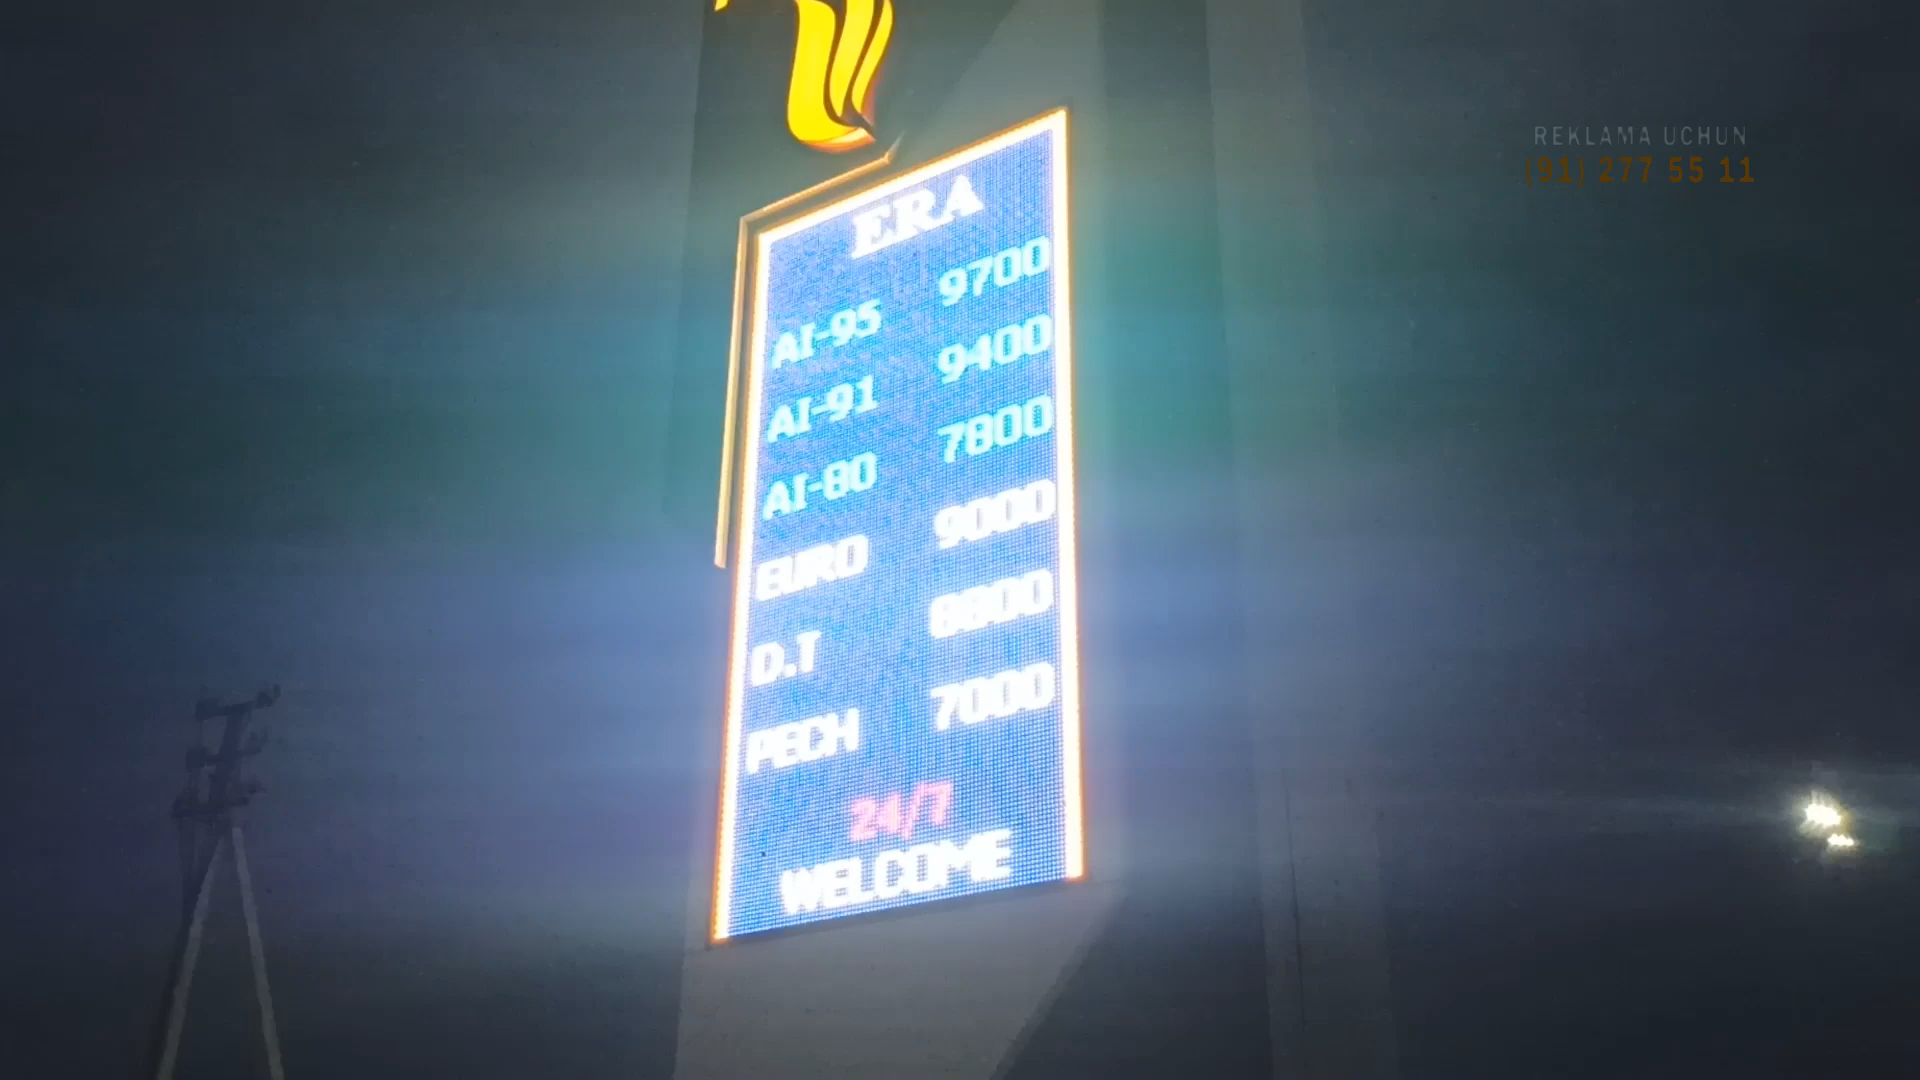 REKLAMA UCHUN
(91) 277 55 11
ERA
AI-95 9700
AI-91 9400
AI-80 7800
EURO 9000
D.T 8800
PECH 7000
24/7
WELCOME